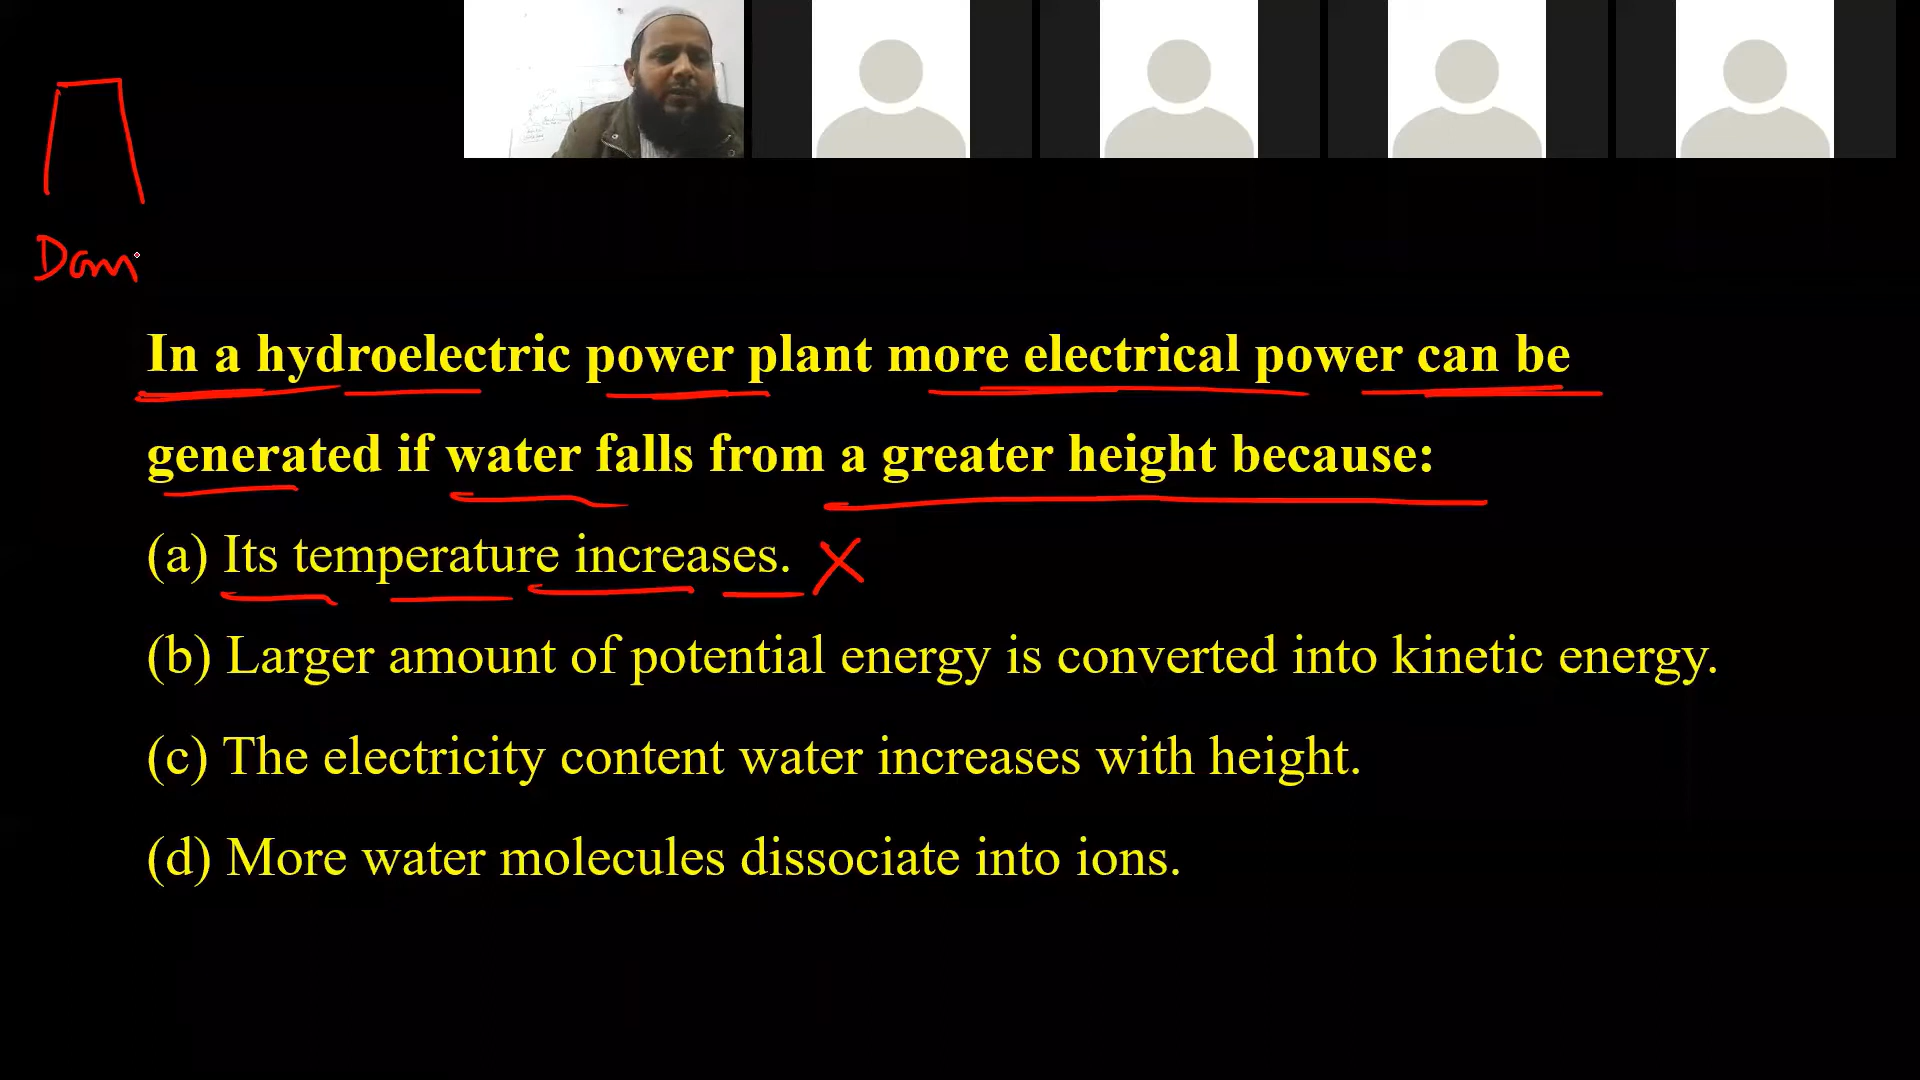 Dam
In a hydroelectric power plant more electrical power can be
generated if water falls from a greater height because:
(a) Its temperature increases. X
(b) Larger amount of potential energy is converted into kinetic energy.
(c) The electricity content water increases with height.
(d) More water molecules dissociate into ions.